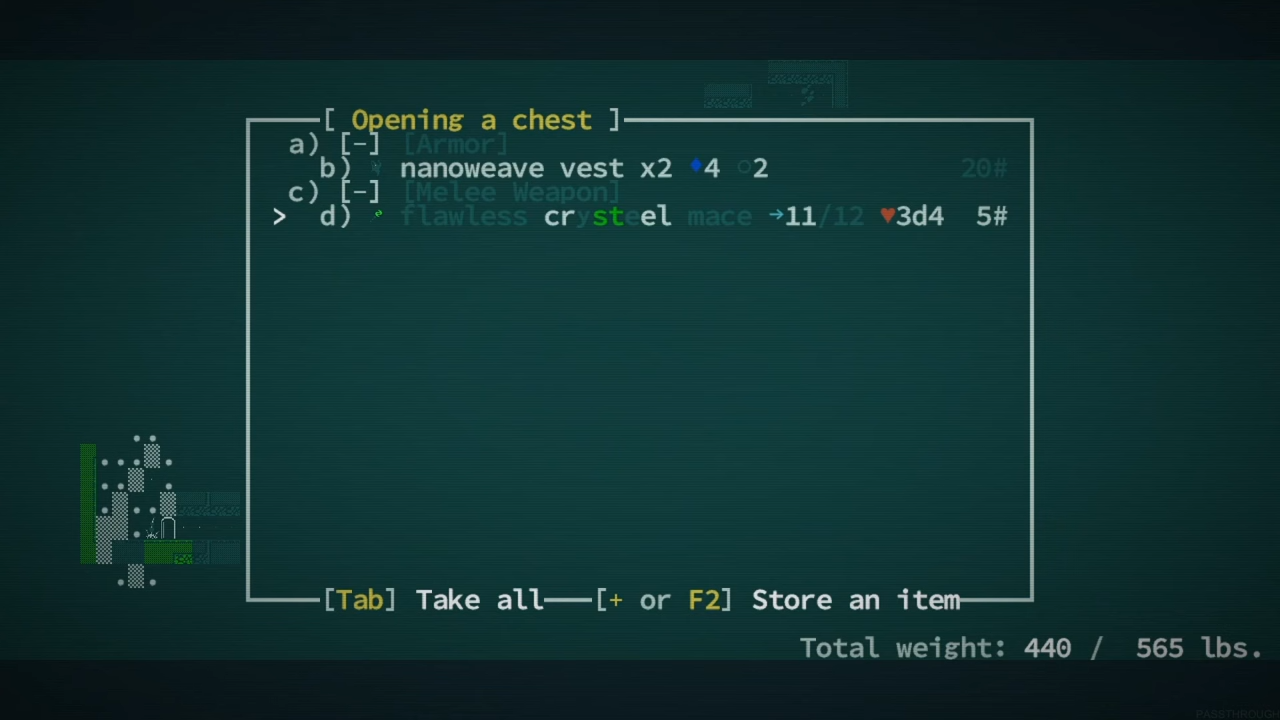 [ Opening a chest ]
a) [-] [Armor]
b) nanoweave vest x2 ♦4 ○2 20#
c) [-] [Melee Weapon]
> d) flawless crysteel mace →11/12 ♥3d4 5#
[Tab] Take all [+ or F2] Store an item
Total weight: 440 / 565 lbs.